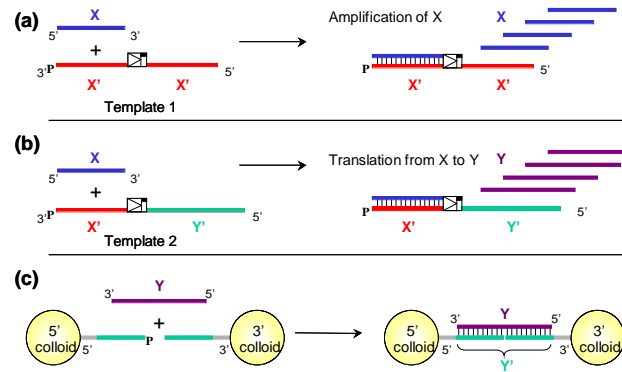 (a)
X
Amplification of X
X
5’
3’
+
3’P
5’
5’
X’
X’
X’
X’
P
Template 1
(b)
X
Translation from X to Y
Y
5’
3’
+
3’P
5’
5’
X’
Y’
X’
Y’
P
Template 2
(c)
3’
Y
5’
3’
Y
5’
5’
colloid
+
3’
colloid
5’
colloid
3’
colloid
5’
P
3’
5’
3’
Y’